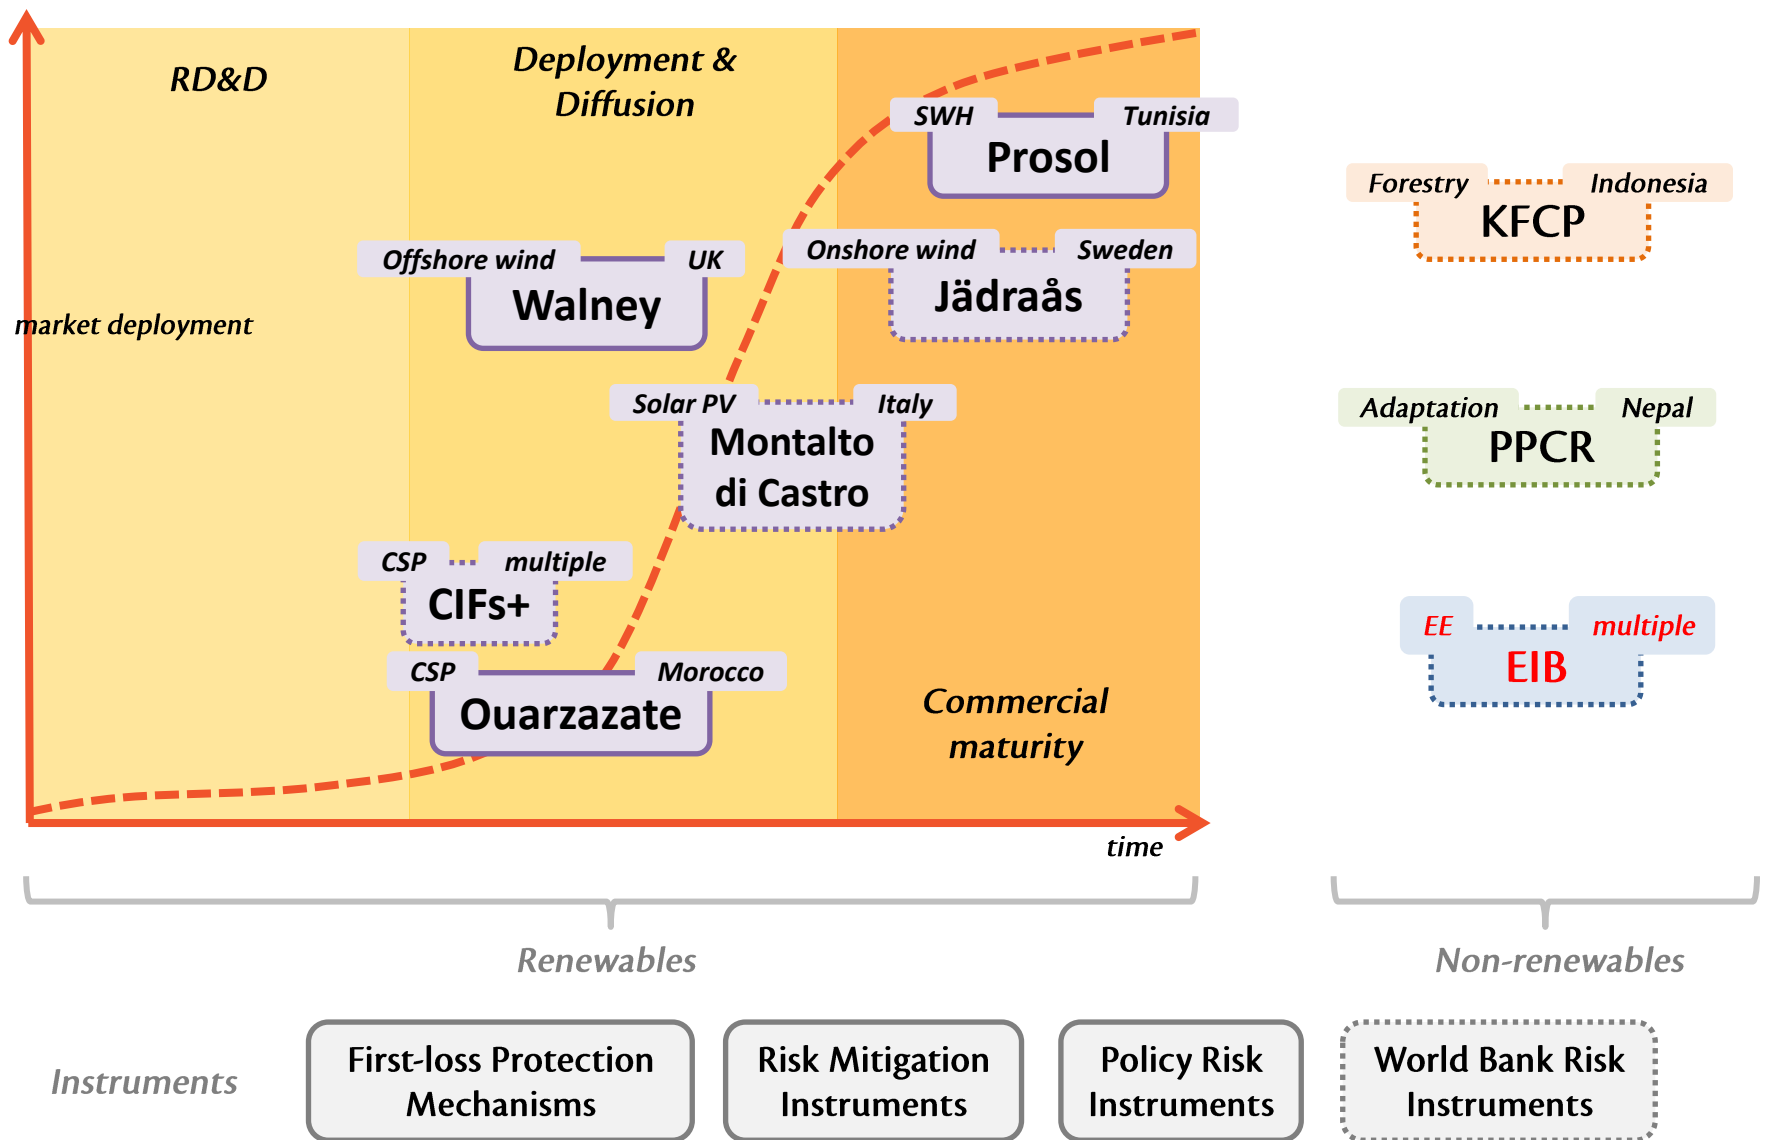 RD&D
Deployment &
Diffusion
SWH
Tunisia
Prosol
Forestry
Indonesia
KFCP
Offshore wind
UK
Walney
Onshore wind
Sweden
Jädraås
market deployment
Solar PV
Italy
Montalto
di Castro
Adaptation
Nepal
PPCR
CSP
multiple
CIFs+
EE
multiple
EIB
CSP
Morocco
Ouarzazate
Commercial
maturity
time
Renewables
Non-renewables
Instruments
First-loss Protection
Mechanisms
Risk Mitigation
Instruments
Policy Risk
Instruments
World Bank Risk
Instruments